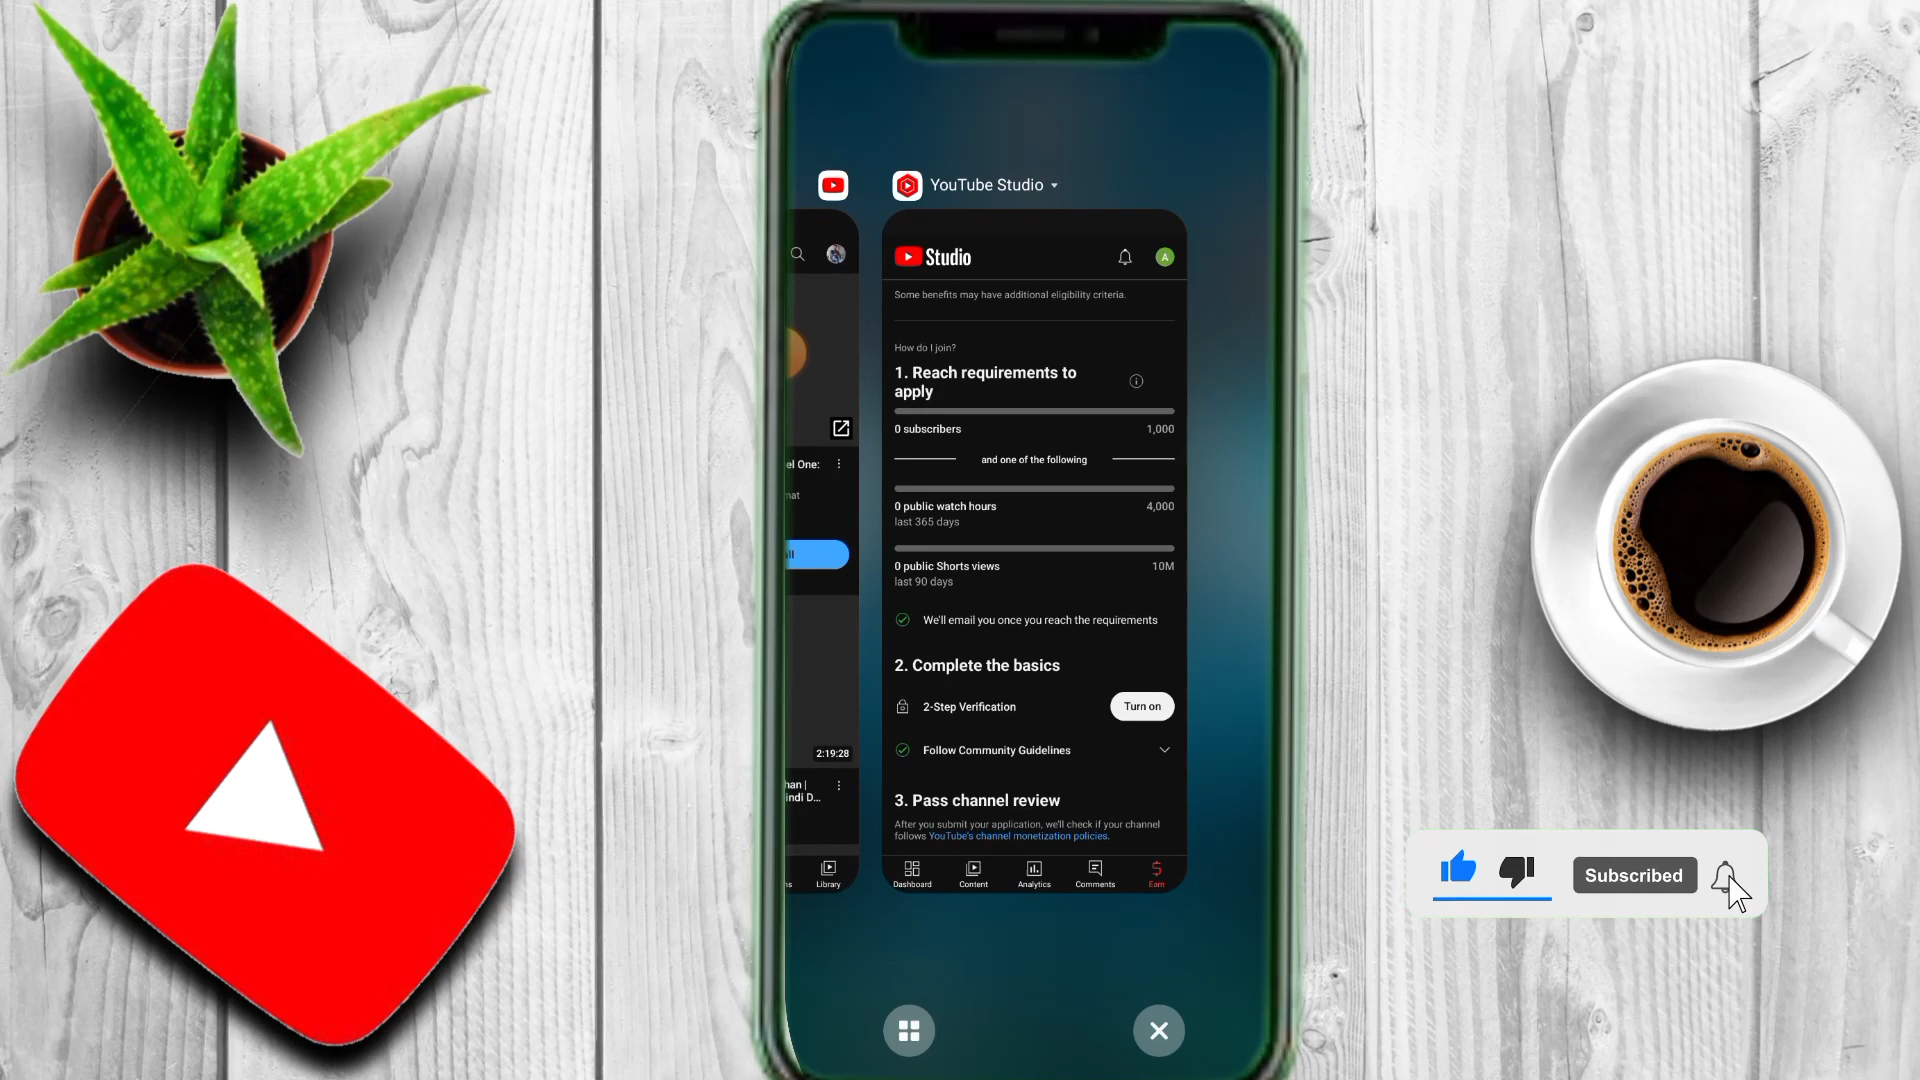 YouTube Studio
Studio
A
Some benefits may have additional eligibility criteria.
How do I join?
1. Reach requirements to
apply
0 subscribers 1,000
and one of the following
0 public watch hours 4,000
last 365 days
0 public Shorts views 10M
last 90 days
We'll email you once you reach the requirements
2. Complete the basics
2-Step Verification Turn on
Follow Community Guidelines
3. Pass channel review
After you submit your application, we'll check if your channel
follows YouTube's channel monetization policies.
Dashboard Content Analytics Comments Earn
el One:
2:19:28
han |
indi D...
Library
Subscribed